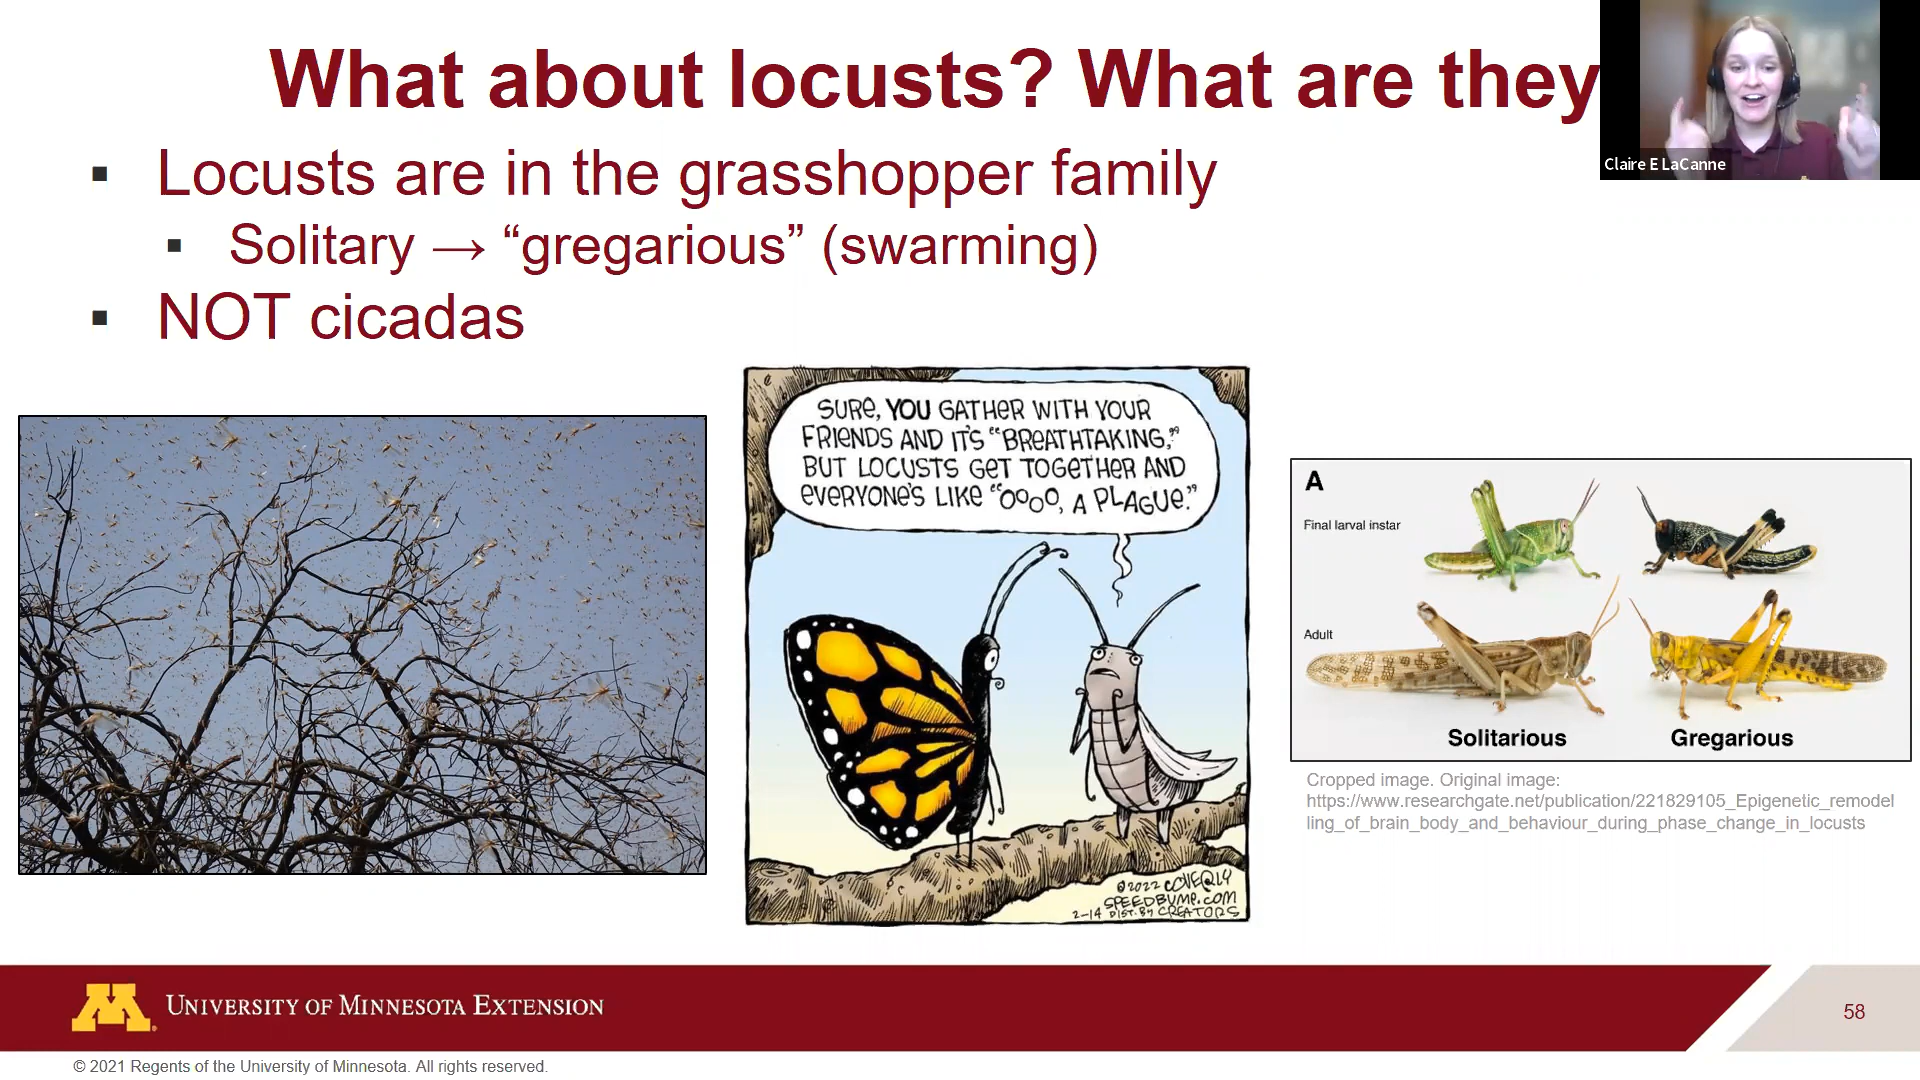 What about locusts? What are they
Claire E LaCanne
▪ Locusts are in the grasshopper family
▪ Solitary → “gregarious” (swarming)
▪ NOT cicadas
SURE, YOU GATHER WITH YOUR
FRIENDS AND IT'S “BREATHTAKING,”
BUT LOCUSTS GET TOGETHER AND
EVERYONE'S LIKE “OOOO, A PLAGUE.”
©2022 COVERLY
SPEEDBUMP.COM
2-14 DIST. BY CREATORS
A
Final larval instar
Adult
Solitarious Gregarious
Cropped image. Original image:
https://www.researchgate.net/publication/221829105_Epigenetic_remodel
ling_of_brain_body_and_behaviour_during_phase_change_in_locusts
M
UNIVERSITY OF MINNESOTA EXTENSION
58
© 2021 Regents of the University of Minnesota. All rights reserved.